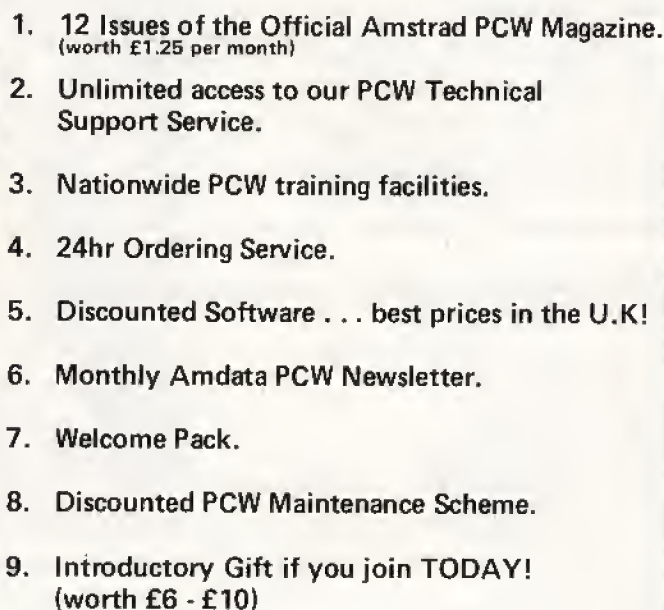 1. 12 Issues of the Official Amstrad PCW Magazine.
(worth £1.25 per month)
2. Unlimited access to our PCW Technical
Support Service.
3. Nationwide PCW training facilities.
4. 24hr Ordering Service.
5. Discounted Software . . . best prices in the U.K!
6. Monthly Amdata PCW Newsletter.
7. Welcome Pack.
8. Discounted PCW Maintenance Scheme.
9. Introductory Gift if you join TODAY!
(worth £6 - £10)